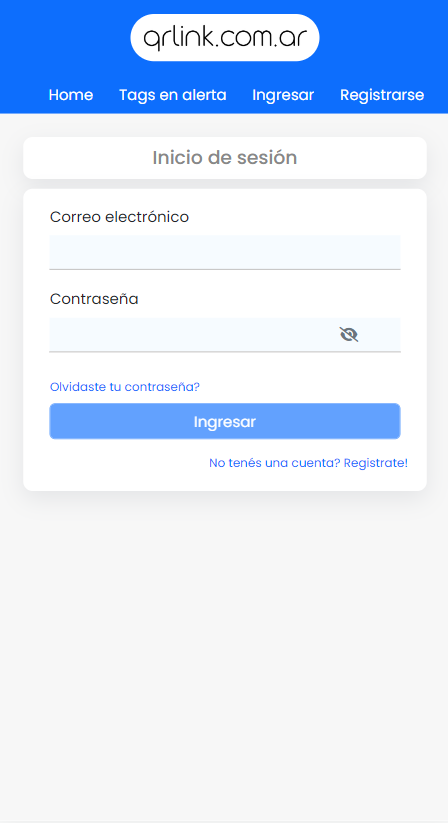 qrlink.com.ar
Home Tags en alerta Ingresar Registrarse
Inicio de sesión
Correo electrónico
Contraseña
Olvidaste tu contraseña?
Ingresar
No tenés una cuenta? Registrate!